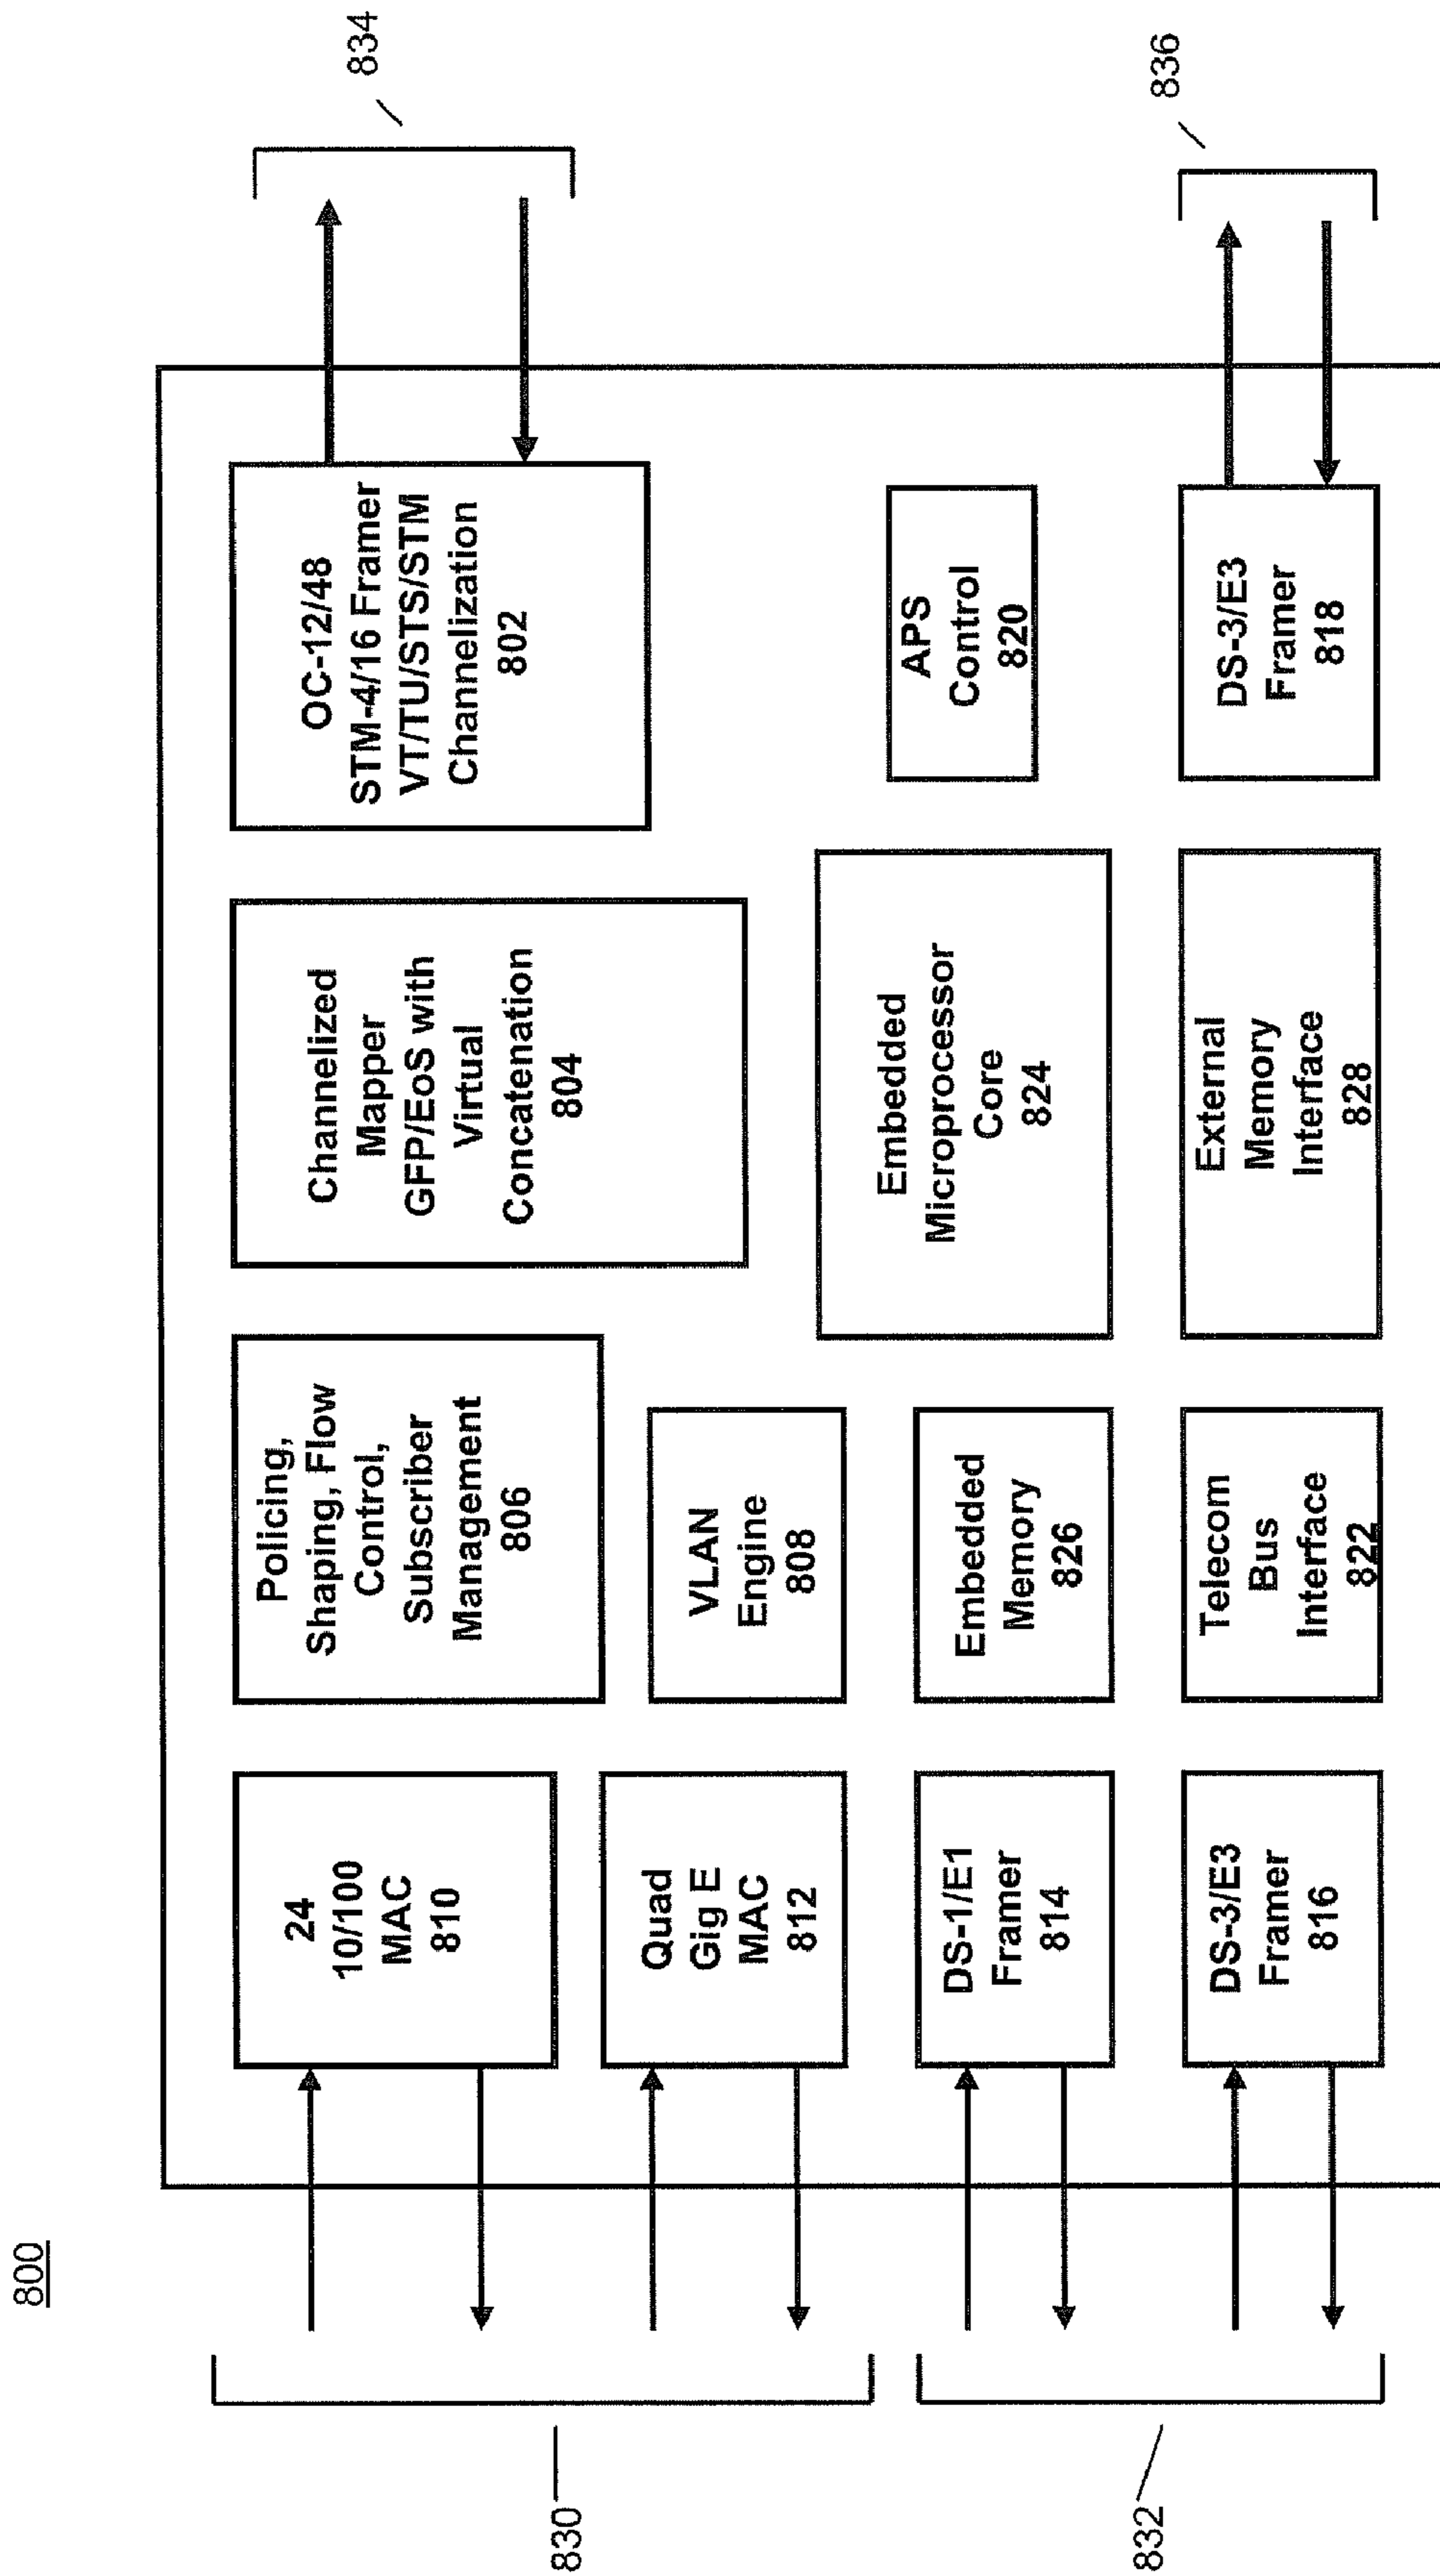 800
834
836
OC-12/48
STM-4/16 Framer
VT/TU/STS/STM
Channelization
802
Channelized
Mapper
GFP/EoS with
Virtual
Concatenation
804
Policing,
Shaping, Flow
Control,
Subscriber
Management
806
24
10/100
MAC
810
Quad
Gig E
MAC
812
VLAN
Engine
808
Embedded
Microprocessor
Core
824
APS
Control
820
DS-1/E1
Framer
814
Embedded
Memory
826
DS-3/E3
Framer
816
Telecom
Bus
Interface
822
External
Memory
Interface
828
DS-3/E3
Framer
818
830
832